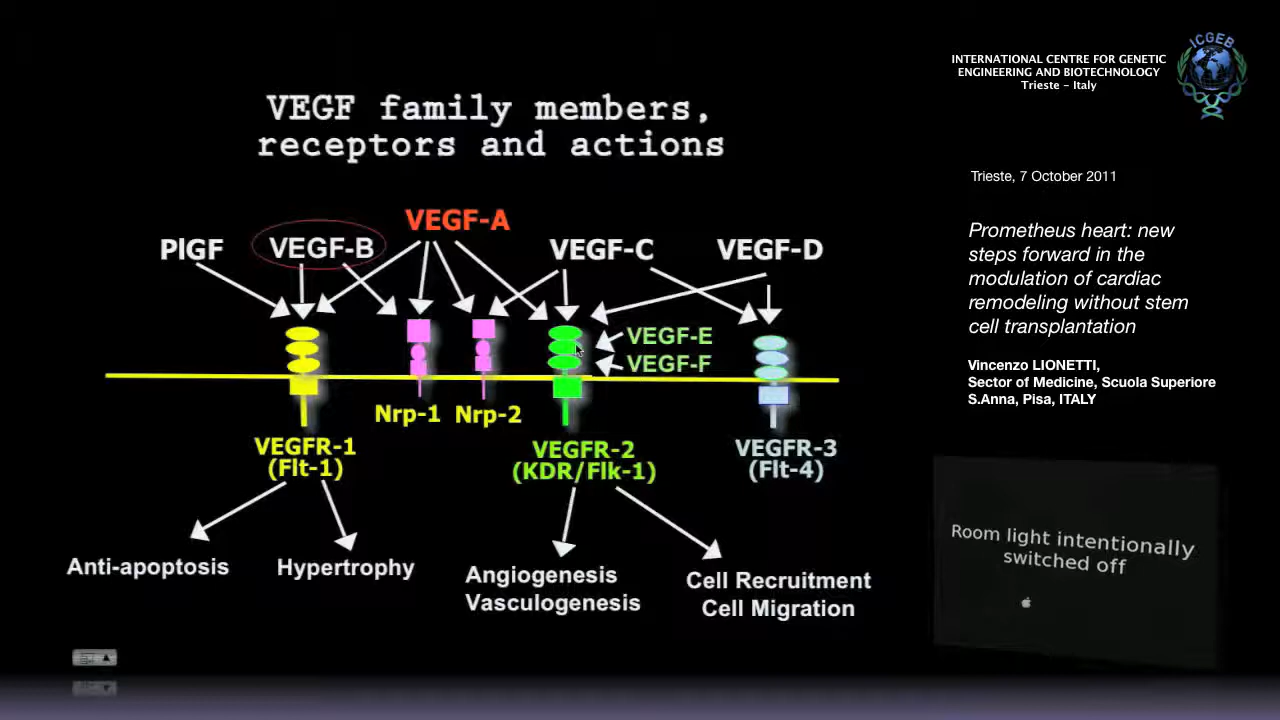 VEGF family members,
receptors and actions
VEGF-A
PlGF
VEGF-B
VEGF-C
VEGF-D
VEGF-E
VEGF-F
Nrp-1
Nrp-2
VEGFR-1
(Flt-1)
VEGFR-2
(KDR/Flk-1)
VEGFR-3
(Flt-4)
Anti-apoptosis
Hypertrophy
Angiogenesis
Vasculogenesis
Cell Recruitment
Cell Migration
INTERNATIONAL CENTRE FOR GENETIC
ENGINEERING AND BIOTECHNOLOGY
Trieste - Italy
ICGEB
Trieste, 7 October 2011
Prometheus heart: new
steps forward in the
modulation of cardiac
remodeling without stem
cell transplantation
Vincenzo LIONETTI,
Sector of Medicine, Scuola Superiore
S.Anna, Pisa, ITALY
Room light intentionally
switched off